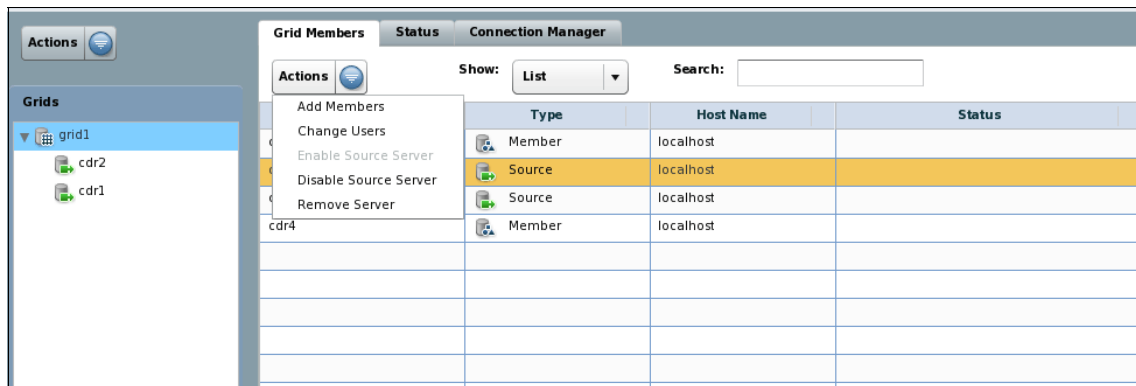 Actions
Grids
grid1
cdr2
cdr1
Grid Members Status Connection Manager
Actions Show: List Search:
Add Members
Change Users
Enable Source Server
Disable Source Server
Remove Server
Type Host Name Status
Member localhost
Source localhost
Source localhost
cdr4 Member localhost